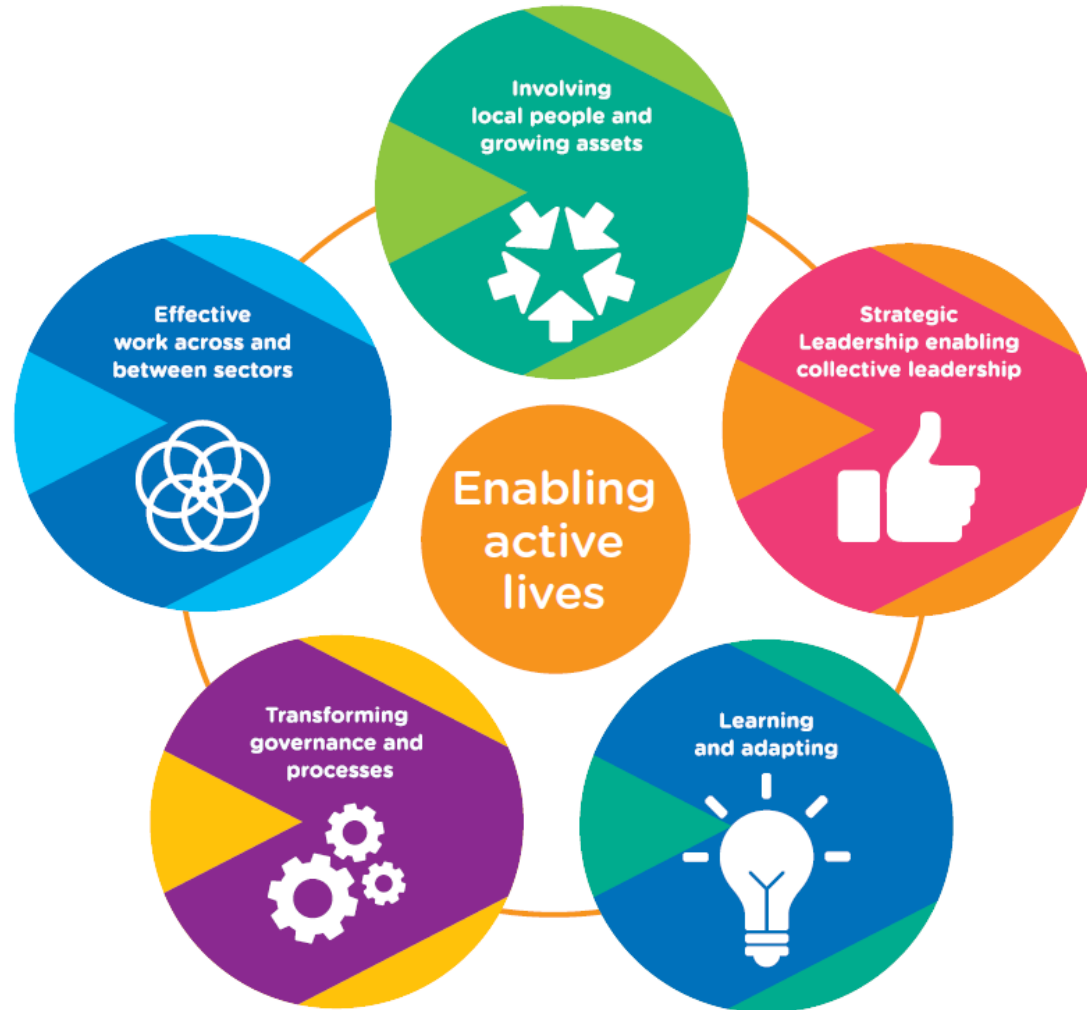 Involving
local people and
growing assets
Strategic
Leadership enabling
collective leadership
Learning
and adapting
Transforming
governance and
processes
Effective
work across and
between sectors
Enabling
active
lives